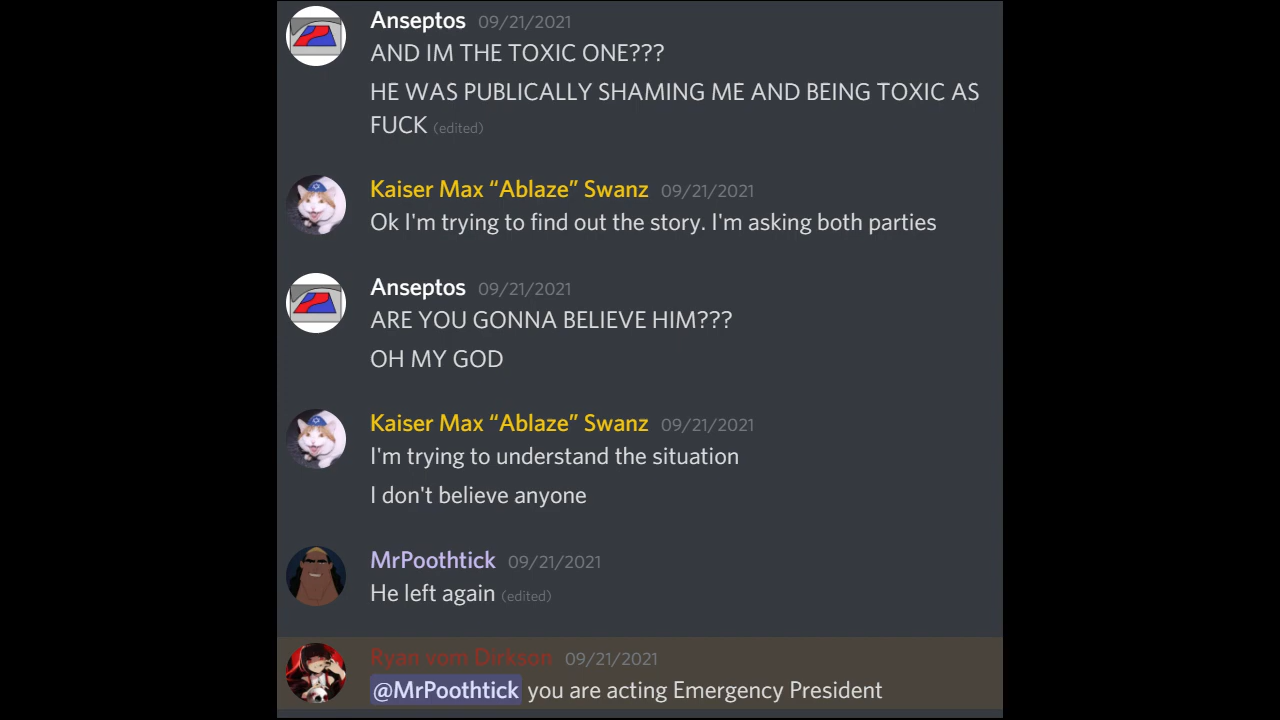 Anseptos 09/21/2021
AND IM THE TOXIC ONE???
HE WAS PUBLICALLY SHAMING ME AND BEING TOXIC AS
FUCK (edited)
Kaiser Max “Ablaze” Swanz 09/21/2021
Ok I'm trying to find out the story. I'm asking both parties
Anseptos 09/21/2021
ARE YOU GONNA BELIEVE HIM???
OH MY GOD
Kaiser Max “Ablaze” Swanz 09/21/2021
I'm trying to understand the situation
I don't believe anyone
MrPoothtick 09/21/2021
He left again (edited)
Ryan vom Dirkson 09/21/2021
@MrPoothtick you are acting Emergency President